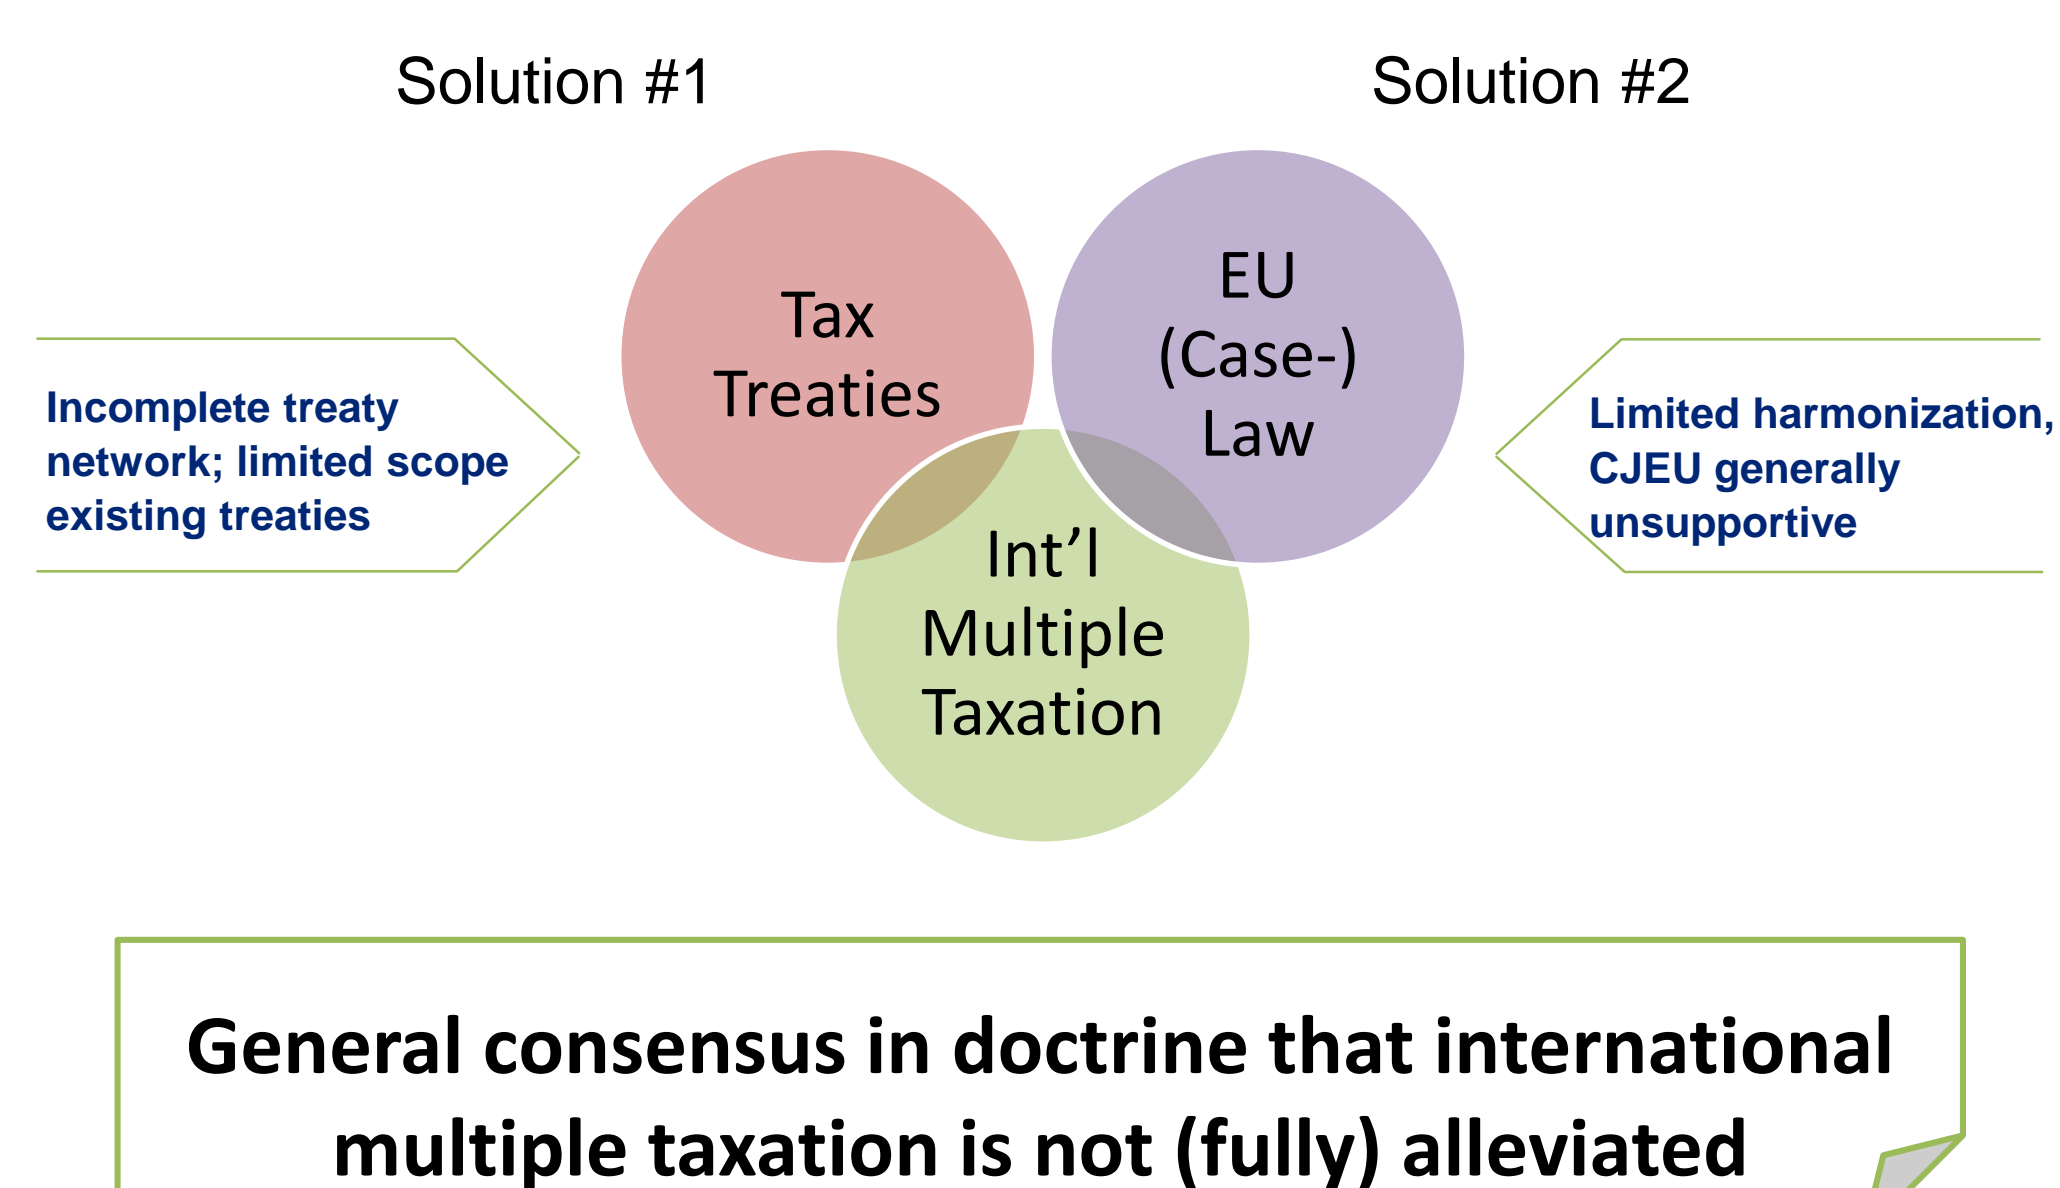 Solution #1
Solution #2
Tax
Treaties
EU
(Case-)
Law
Incomplete treaty
network; limited scope
existing treaties
Limited harmonization,
CJEU generally
unsupportive
Int’l
Multiple
Taxation
General consensus in doctrine that international
multiple taxation is not (fully) alleviated